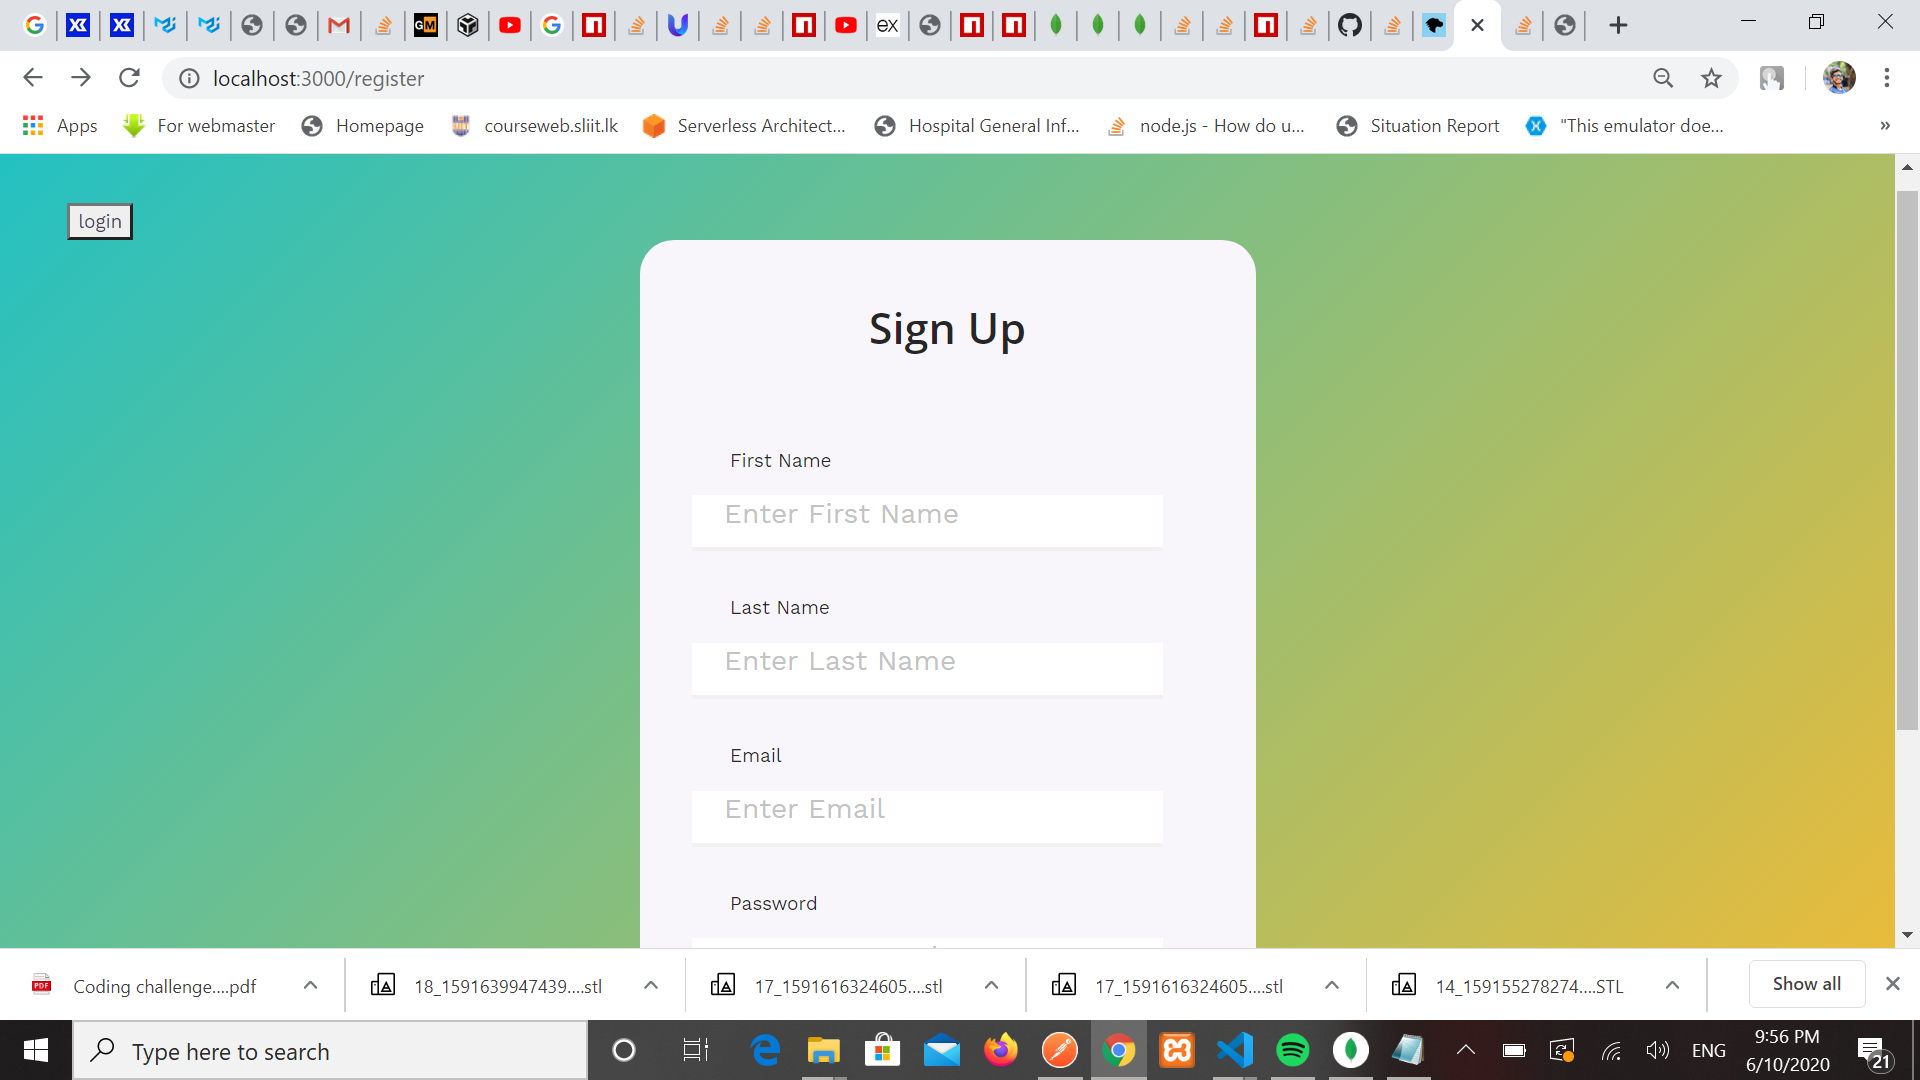 GM
ex
localhost:3000/register
Apps
For webmaster
Homepage
courseweb.sliit.lk
Serverless Architect...
Hospital General Inf...
node.js - How do u...
Situation Report
"This emulator doe...
»
login
Sign Up
First Name
Enter First Name
Last Name
Enter Last Name
Email
Enter Email
Password
PDF
Coding challenge....pdf
18_1591639947439....stl
17_1591616324605....stl
17_1591616324605....stl
14_159155278274....STL
Show all
Type here to search
ENG
9:56 PM
6/10/2020
21